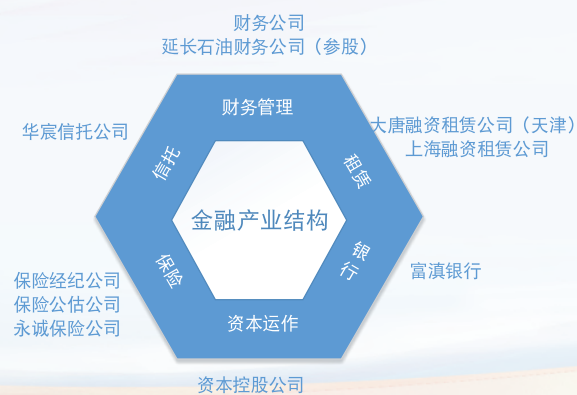 财务公司
延长石油财务公司（参股）
财务管理
华宸信托公司
信托
租赁
大唐融资租赁公司（天津）
上海融资租赁公司
金融产业结构
保险
银行
保险经纪公司
保险公估公司
永诚保险公司
富滇银行
资本运作
资本控股公司